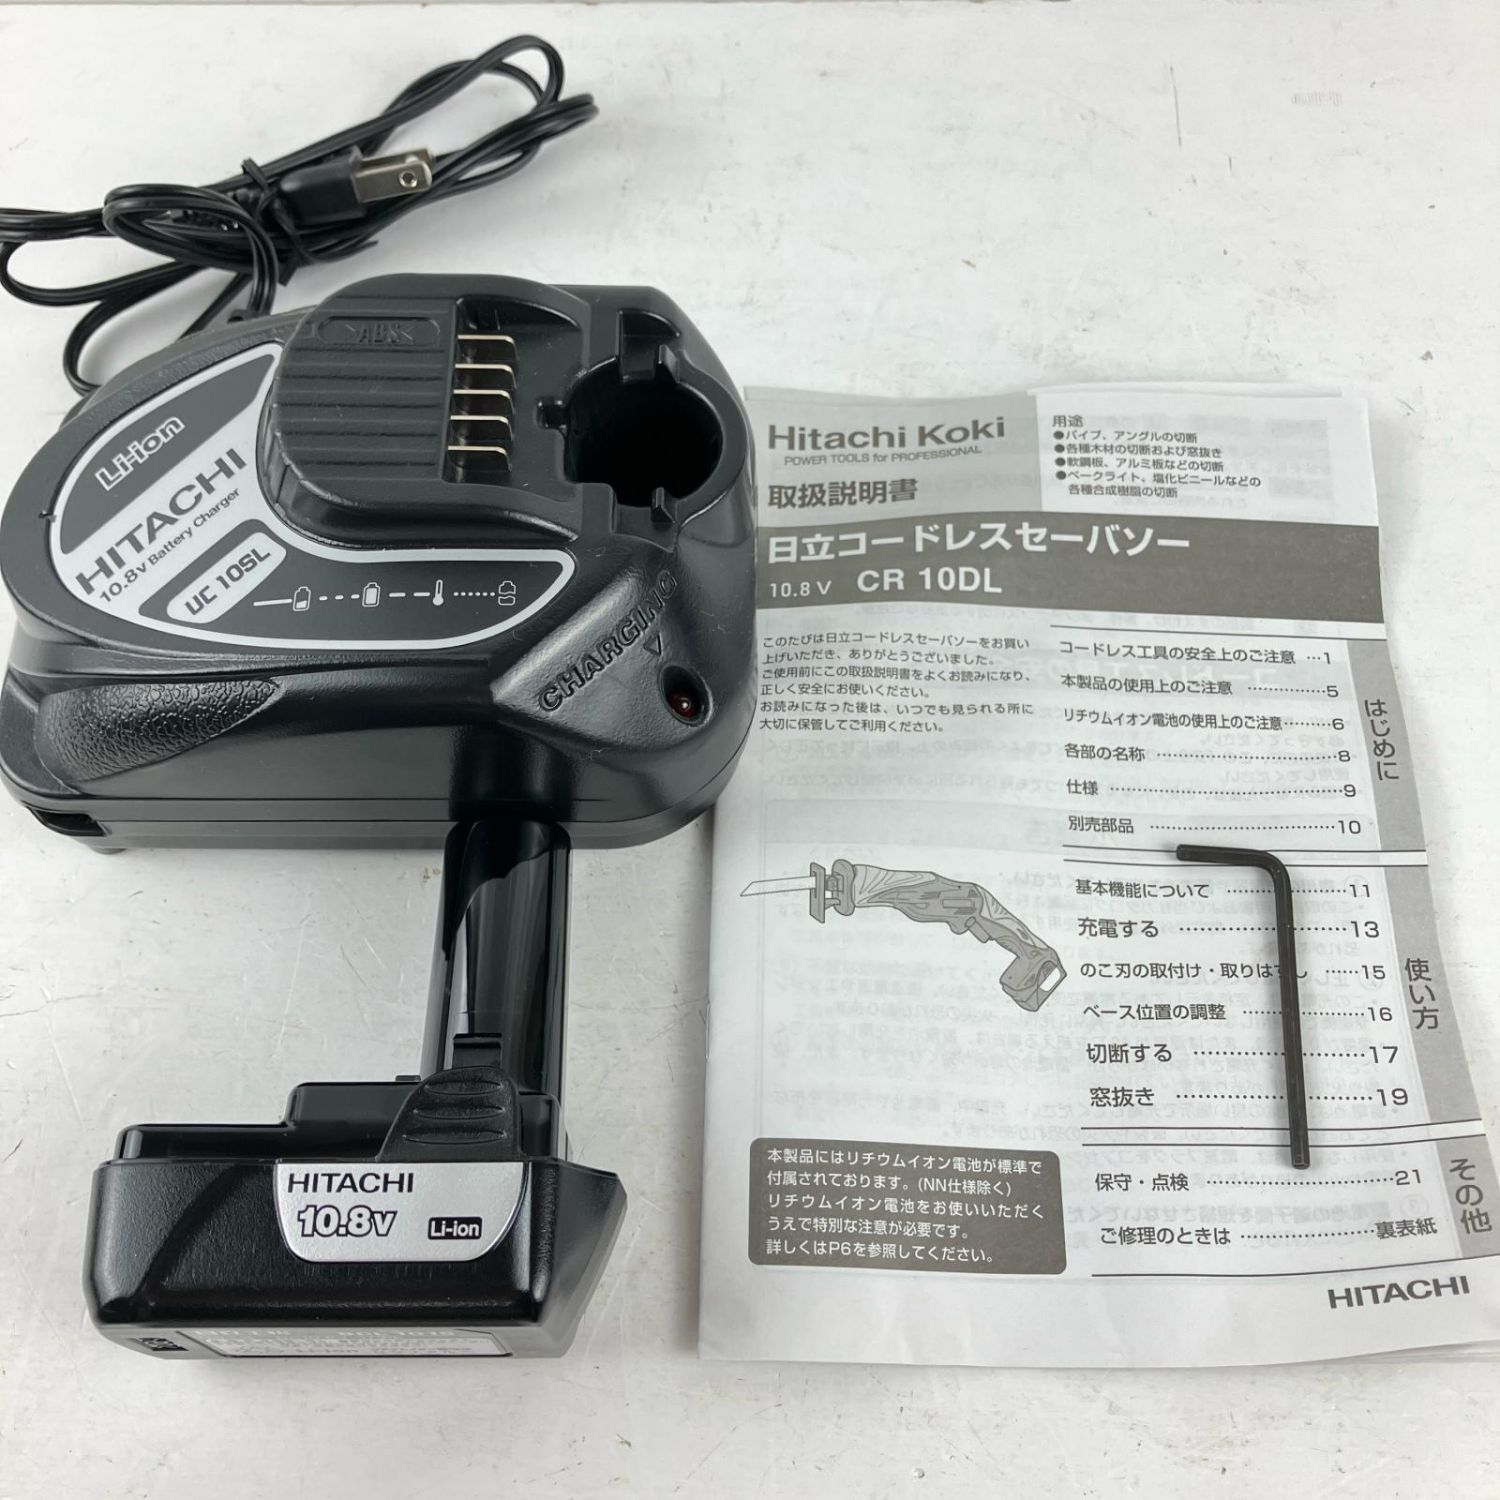 >ABS<
Li-ion
HITACHI
10.8v Battery Charger
UC 10SL
CHARGING
HITACHI
10.8v
Li-ion
Hitachi Koki
POWER TOOLS for PROFESSIONAL
取扱説明書
用途
●パイプ、アングルの切断
●各種木材の切断および窓抜き
●軟鋼板、アルミ板などの切断
●ベークライト、塩化ビニールなどの
各種合成樹脂の切断
日立コードレスセーバソー
10.8 V CR 10DL
このたびは日立コードレスセーバソーをお買い
上げいただき、ありがとうございました。
ご使用前にこの取扱説明書をよくお読みになり、
正しく安全にお使いください。
お読みになった後は、いつでも見られる所に
大切に保管してご利用ください。
コードレス工具の安全上のご注意 …1
本製品の使用上のご注意 ……………5
リチウムイオン電池の使用上のご注意………6
各部の名称 ……………………………8
仕様 ……………………………………9
別売部品 ……………………………10
はじめに
基本機能について …………………11
充電する ……………………13
のこ刃の取付け・取りはずし ……15
ベース位置の調整 …………………16
切断する ……………………17
窓抜き ………………………19
使い方
保守・点検 …………………………21
ご修理のときは …………………裏表紙
その他
本製品にはリチウムイオン電池が標準で
付属されております。(NN仕様除く)
リチウムイオン電池をお使いいただく
うえで特別な注意が必要です。
詳しくはP6を参照してください。
HITACHI